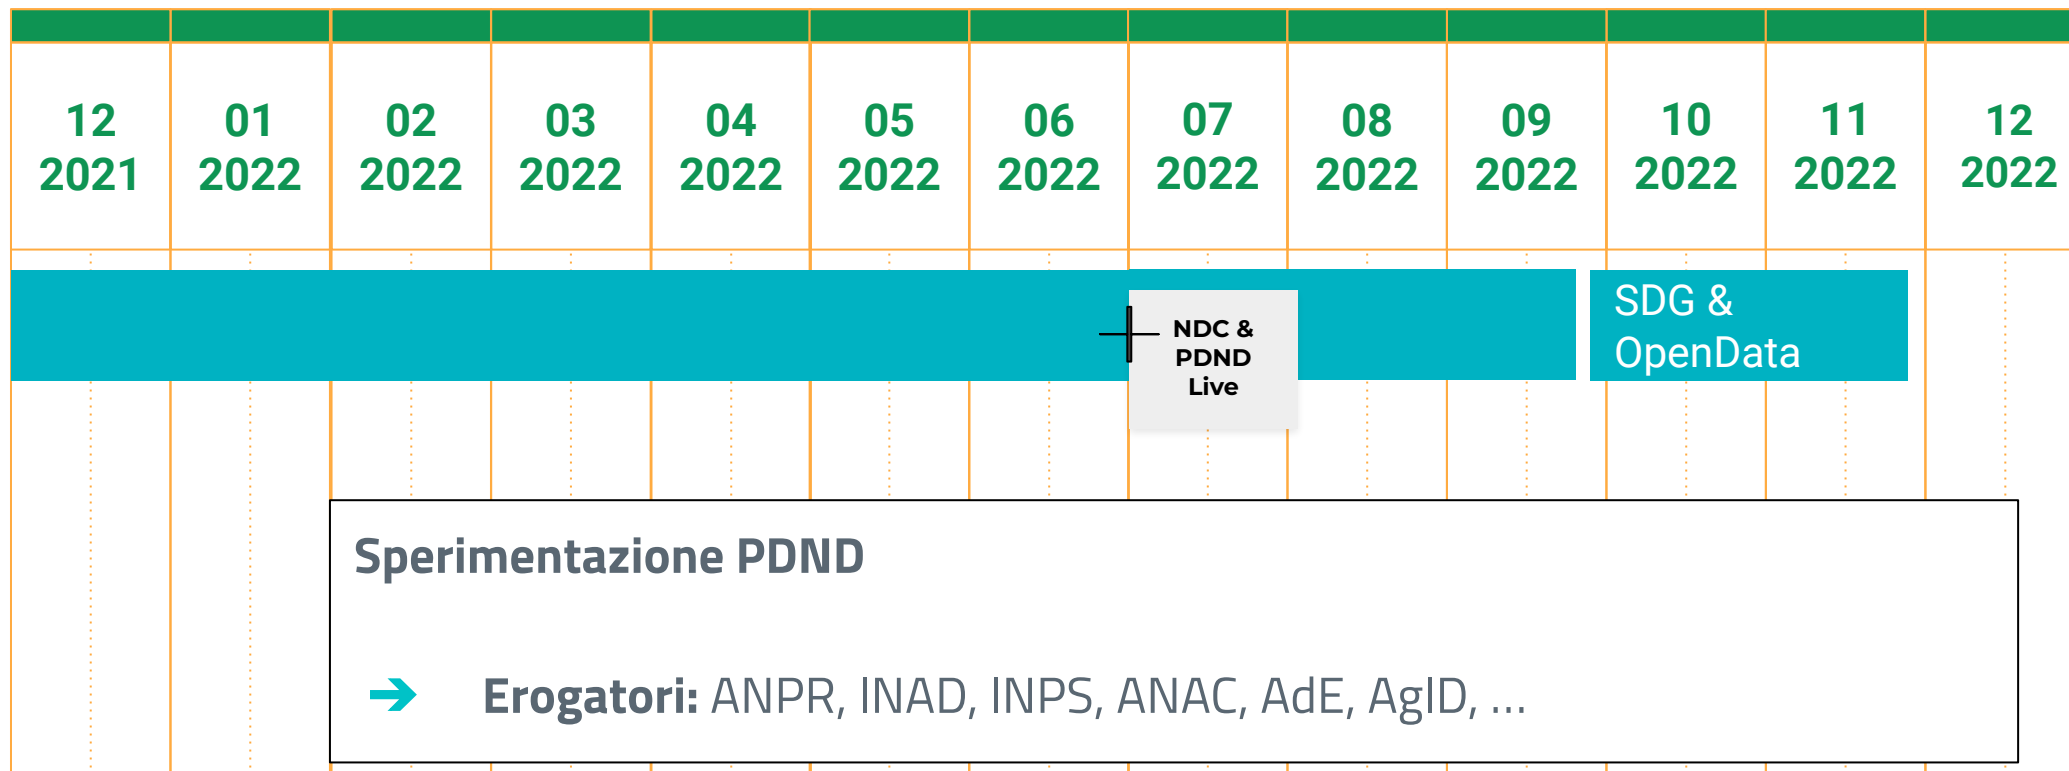 12 2021
01 2022
02 2022
03 2022
04 2022
05 2022
06 2022
07 2022
08 2022
09 2022
10 2022
11 2022
12 2022
SDG &
OpenData
NDC &
PDND
Live
Sperimentazione PDND
➔ Erogatori: ANPR, INAD, INPS, ANAC, AdE, AgID, ...